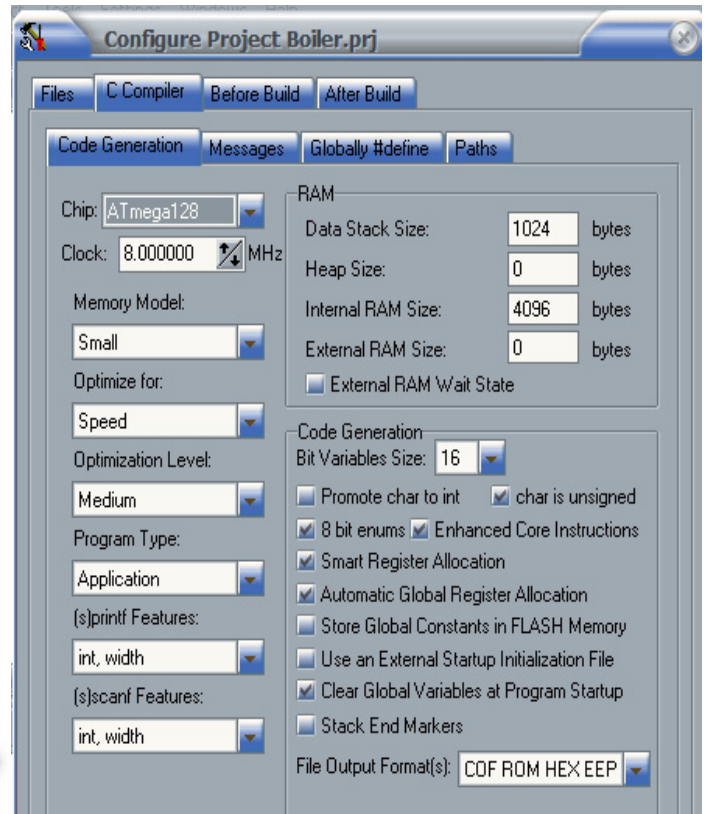 Tools Settings Windows Help
Configure Project Boiler.prj
Files C Compiler Before Build After Build
Code Generation Messages Globally #define Paths
Chip: ATmega128
Clock: 8.000000 MHz
Memory Model:
Small
Optimize for:
Speed
Optimization Level:
Medium
Program Type:
Application
(s)printf Features:
int, width
(s)scanf Features:
int, width
RAM
Data Stack Size: 1024 bytes
Heap Size: 0 bytes
Internal RAM Size: 4096 bytes
External RAM Size: 0 bytes
External RAM Wait State
Code Generation
Bit Variables Size: 16
Promote char to int char is unsigned
8 bit enums Enhanced Core Instructions
Smart Register Allocation
Automatic Global Register Allocation
Store Global Constants in FLASH Memory
Use an External Startup Initialization File
Clear Global Variables at Program Startup
Stack End Markers
File Output Format(s): COF ROM HEX EEP